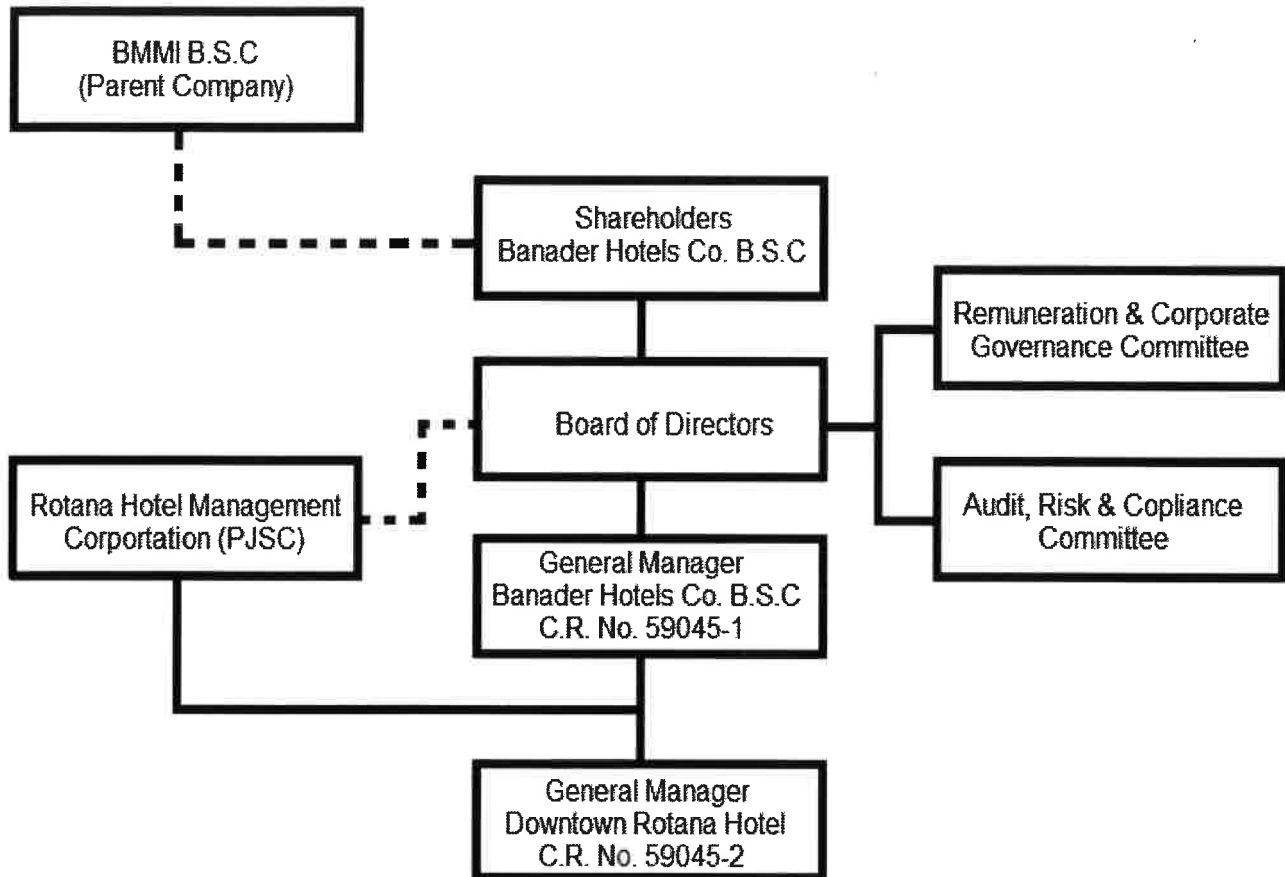 BMMI B.S.C
(Parent Company)
Shareholders
Banader Hotels Co. B.S.C
Remuneration & Corporate
Governance Committee
Board of Directors
Rotana Hotel Management
Corportation (PJSC)
Audit, Risk & Copliance
Committee
General Manager
Banader Hotels Co. B.S.C
C.R. No. 59045-1
General Manager
Downtown Rotana Hotel
C.R. No. 59045-2